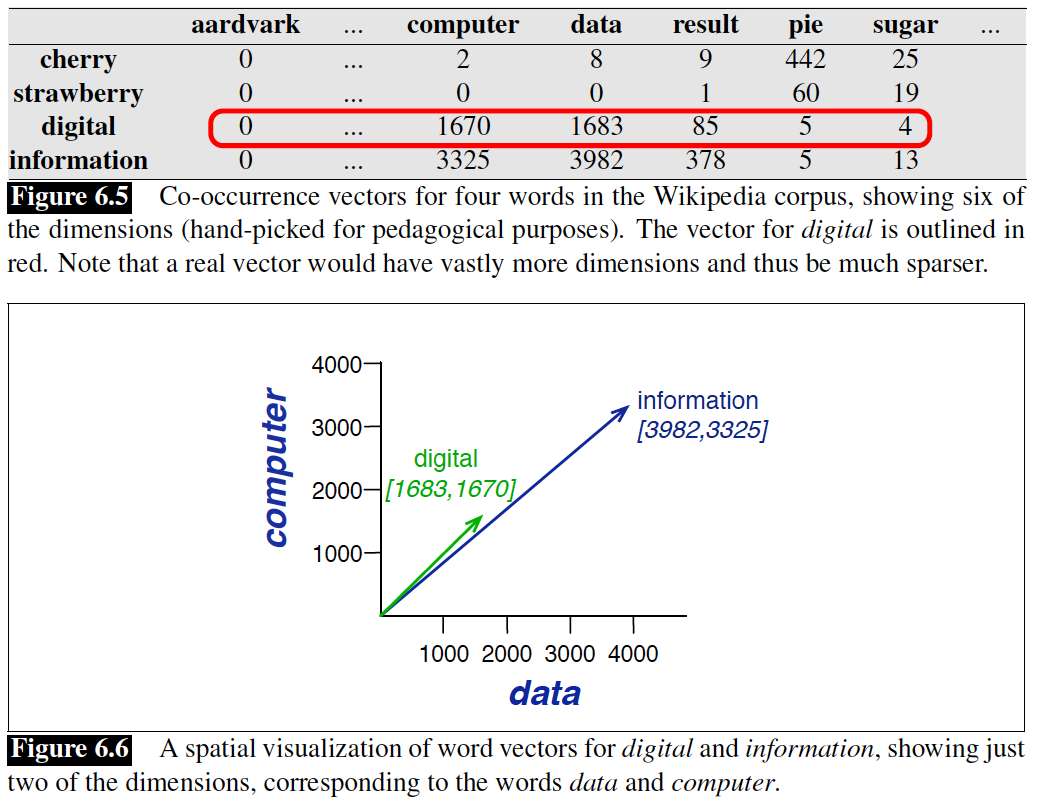 aardvark ... computer data result pie sugar ...
cherry 0 ... 2 8 9 442 25
strawberry 0 ... 0 0 1 60 19
digital 0 ... 1670 1683 85 5 4
information 0 ... 3325 3982 378 5 13
Figure 6.5 Co-occurrence vectors for four words in the Wikipedia corpus, showing six of
the dimensions (hand-picked for pedagogical purposes). The vector for digital is outlined in
red. Note that a real vector would have vastly more dimensions and thus be much sparser.
4000
3000
2000
1000
computer
digital
[1683,1670]
information
[3982,3325]
1000 2000 3000 4000
data
Figure 6.6 A spatial visualization of word vectors for digital and information, showing just
two of the dimensions, corresponding to the words data and computer.